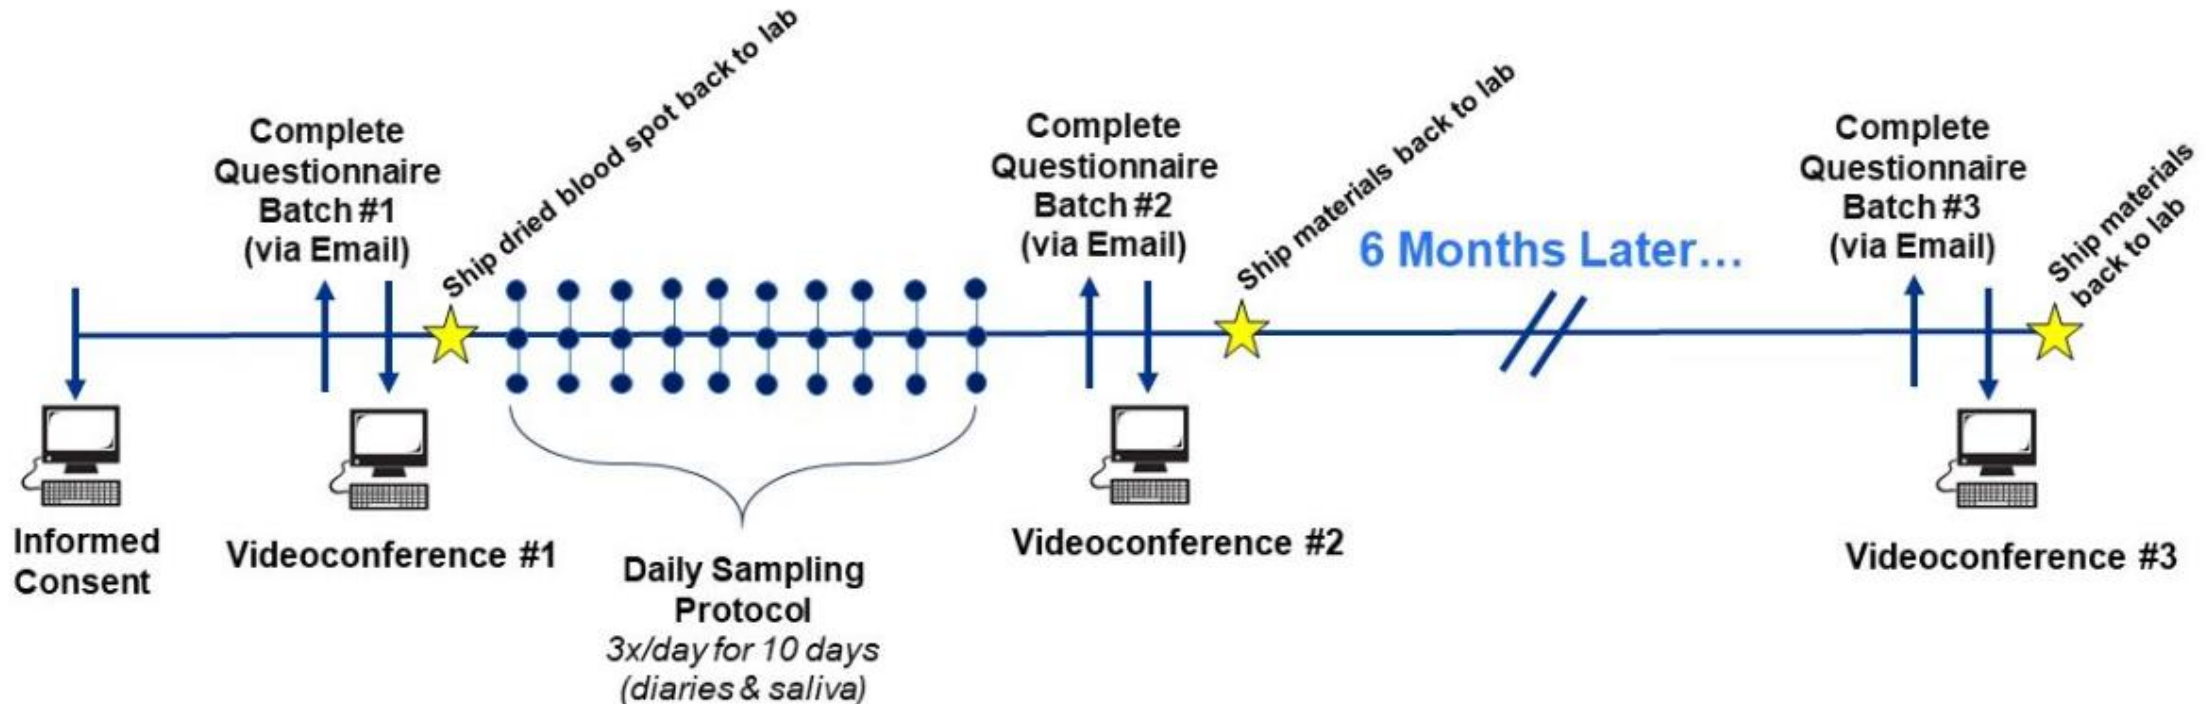 Complete
Questionnaire
Batch #1
(via Email)
Ship dried blood spot back to lab
Complete
Questionnaire
Batch #2
(via Email)
Ship materials back to lab
6 Months Later...
Complete
Questionnaire
Batch #3
(via Email)
Ship materials
back to lab
Informed
Consent
Videoconference #1
Daily Sampling
Protocol
3x/day for 10 days
(diaries & saliva)
Videoconference #2
Videoconference #3